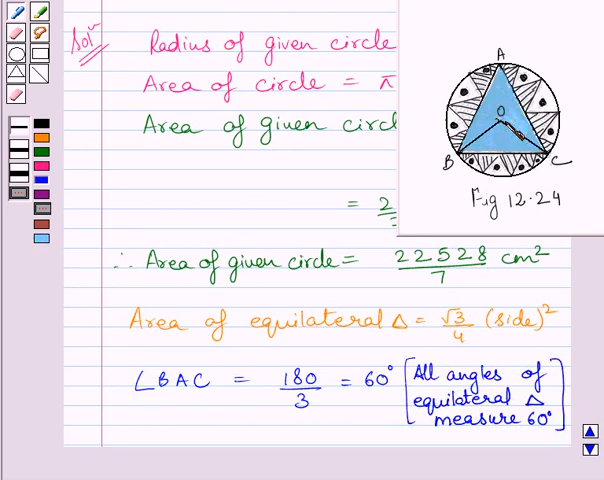 Solⁿ
Radius of given circle
Area of circle = π
Area of given circl
=
∴ Area of given circle = 22528/7 cm²
Area of equilateral Δ = √3/4 (side)²
∠BAC = 180/3 = 60° [All angles of equilateral Δ measure 60°]
A
O
B
C
Fig 12.24